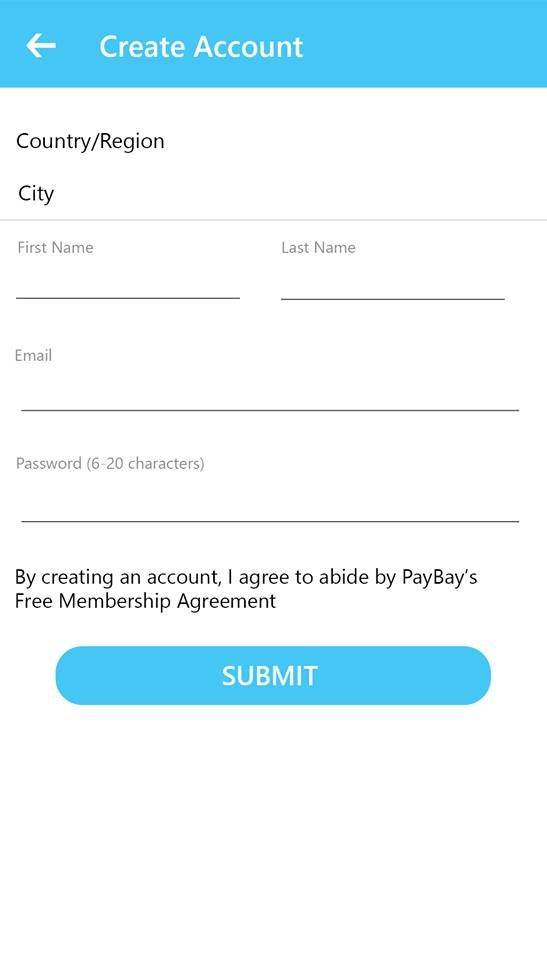 Create Account
Country/Region
City
First Name Last Name
Email
Password (6-20 characters)
By creating an account, I agree to abide by PayBay's
Free Membership Agreement
SUBMIT